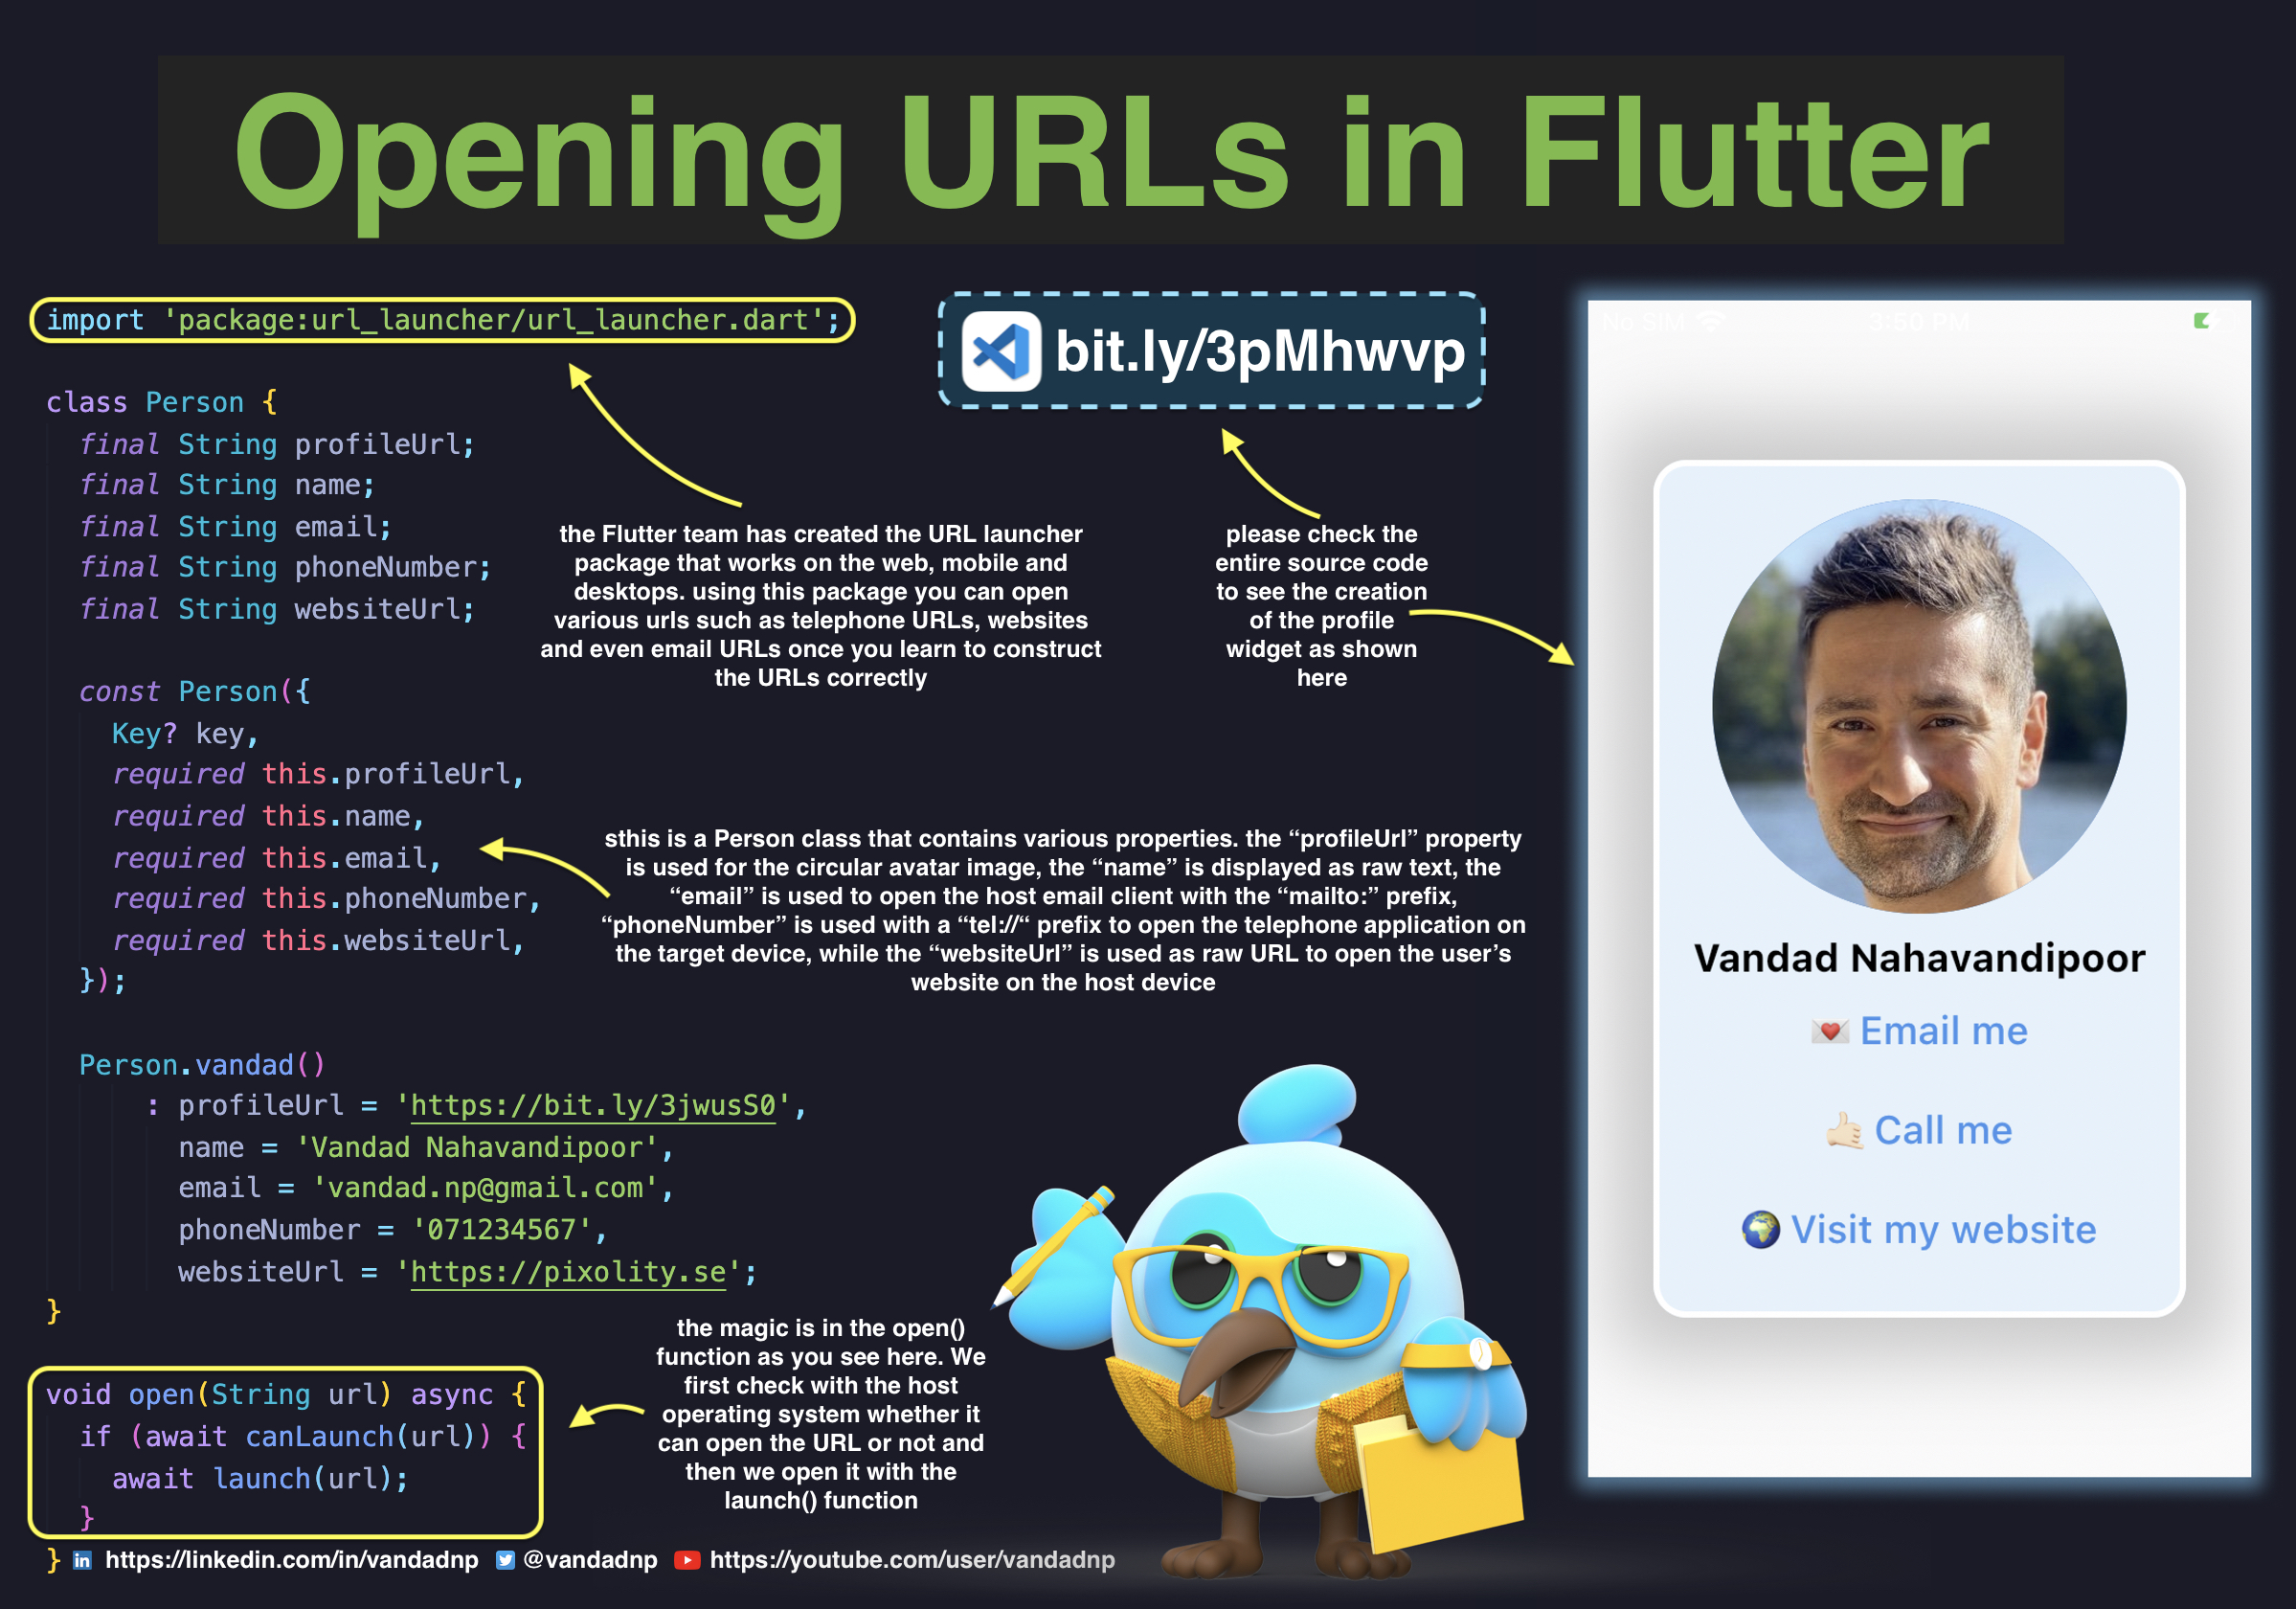 Opening URLs in Flutter
import 'package:url_launcher/url_launcher.dart';
class Person {
final String profileUrl;
final String name;
final String email;
final String phoneNumber;
final String websiteUrl;
const Person({
Key? key,
required this.profileUrl,
required this.name,
required this.email,
required this.phoneNumber,
required this.websiteUrl,
});
Person.vandad()
: profileUrl = 'https://bit.ly/3jwusS0',
name = 'Vandad Nahavandipoor',
email = 'vandad.np@gmail.com',
phoneNumber = '071234567',
websiteUrl = 'https://pixolity.se';
}
void open(String url) async {
if (await canLaunch(url)) {
await launch(url);
}
}
bit.ly/3pMhwvp
the Flutter team has created the URL launcher
package that works on the web, mobile and
desktops. using this package you can open
various urls such as telephone URLs, websites
and even email URLs once you learn to construct
the URLs correctly
please check the
entire source code
to see the creation
of the profile
widget as shown
here
sthis is a Person class that contains various properties. the “profileUrl” property
is used for the circular avatar image, the “name” is displayed as raw text, the
“email” is used to open the host email client with the “mailto:” prefix,
“phoneNumber” is used with a “tel://“ prefix to open the telephone application on
the target device, while the “websiteUrl” is used as raw URL to open the user’s
website on the host device
the magic is in the open()
function as you see here. We
first check with the host
operating system whether it
can open the URL or not and
then we open it with the
launch() function
No SIM 3:50 PM
Vandad Nahavandipoor
Email me
Call me
Visit my website
in https://linkedin.com/in/vandadnp @vandadnp https://youtube.com/user/vandadnp